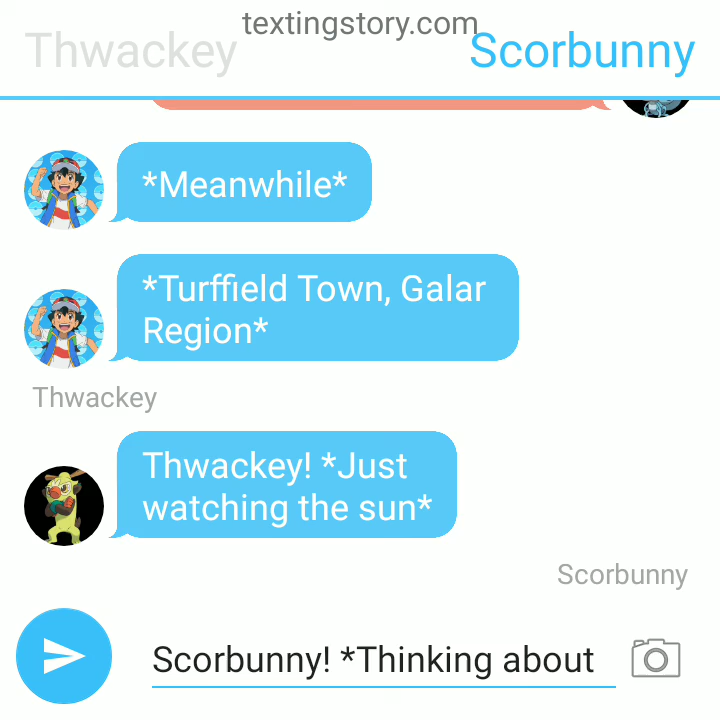 textingstory.com
Thwackey
Scorbunny
*Meanwhile*
*Turffield Town, Galar
Region*
Thwackey
Thwackey! *Just
watching the sun*
Scorbunny
Scorbunny! *Thinking about